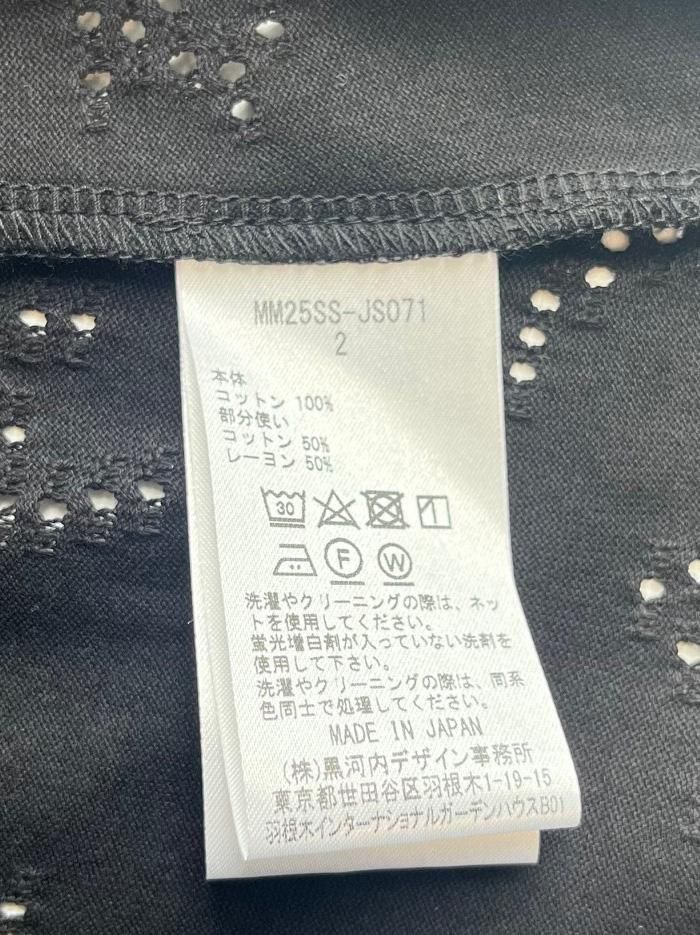 MM25SS-JS071
2
本体
コットン 100%
部分使い
コットン 50%
レーヨン 50%
30
F W
洗濯やクリーニングの際は、ネッ
トを使用してください。
蛍光増白剤が入っていない洗剤を
使用して下さい。
洗濯やクリーニングの際は、同系
色同士で処理してください。
MADE IN JAPAN
(株)黒河内デザイン事務所
東京都世田谷区羽根木1-19-15
羽根木インターナショナルガーデンハウスB01